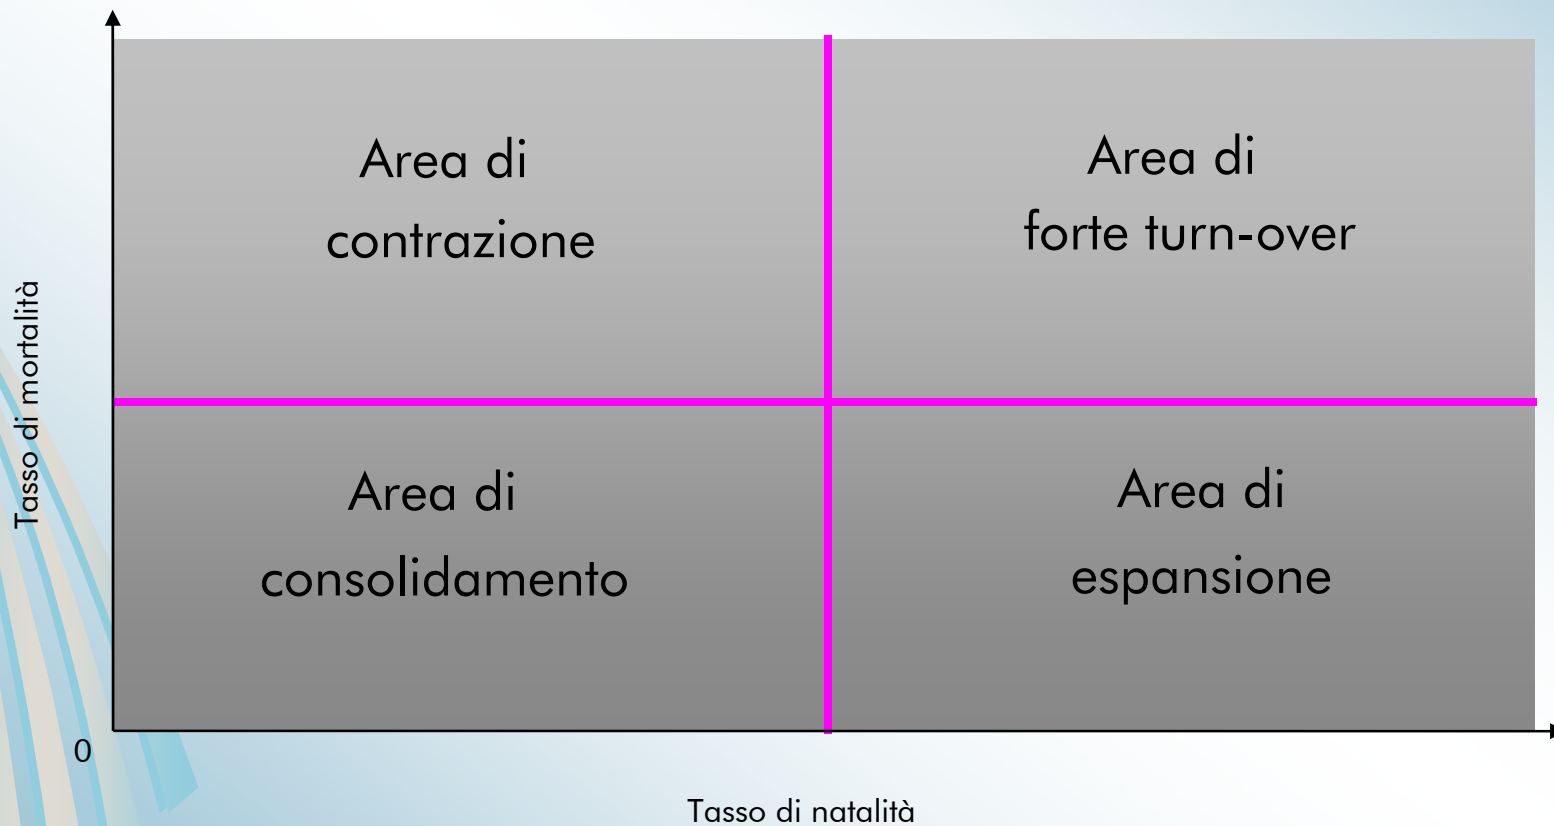 Area di
contrazione
Area di
forte turn-over
Tasso di mortalità
Area di
consolidamento
Area di
espansione
0
Tasso di natalità